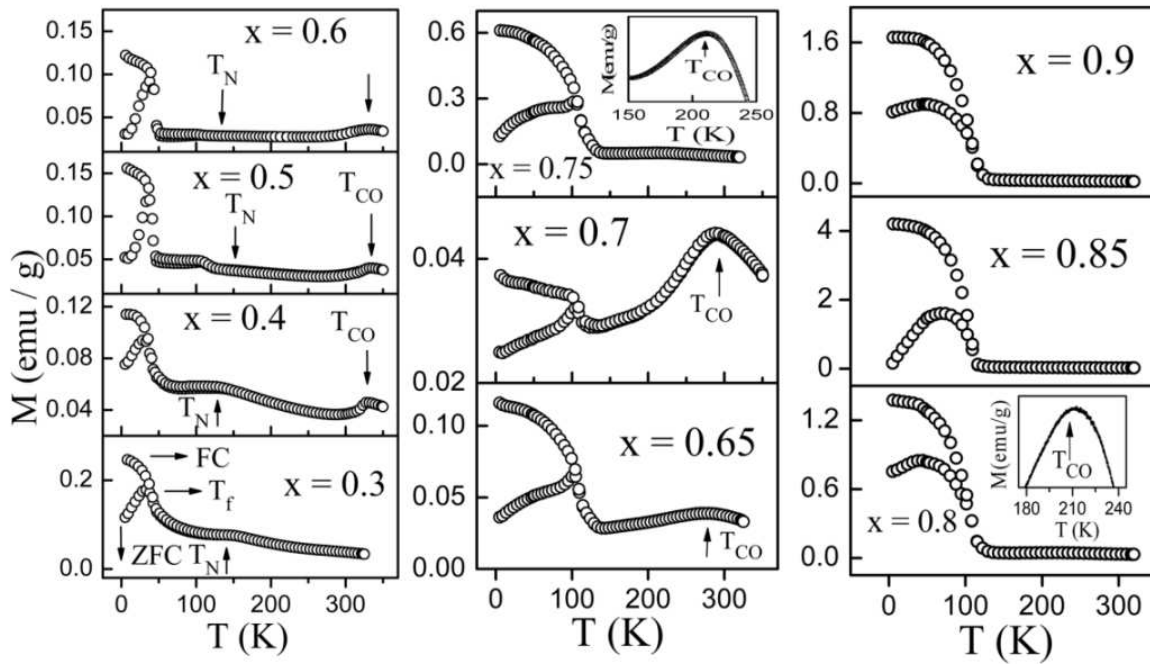 M (emu / g)
0.15
0.10
0.05
x = 0.6
T_N
0.15
0.10
0.05
x = 0.5
T_N
T_CO
0.12
0.08
0.04
x = 0.4
T_N
T_CO
0.2
0.0
FC
T_f
x = 0.3
ZFC T_N
0 100 200 300
T (K)
0.6
0.3
0.0
x = 0.75
M(emu/g)
T_CO
150 200 250
T (K)
0.04
0.02
x = 0.7
T_CO
0.10
0.05
0.00
x = 0.65
T_CO
0 100 200 300
T (K)
1.6
0.8
0.0
x = 0.9
4
2
0
x = 0.85
1.2
0.6
0.0
x = 0.8
M(emu/g)
T_CO
180 210 240
T (K)
0 100 200 300
T (K)